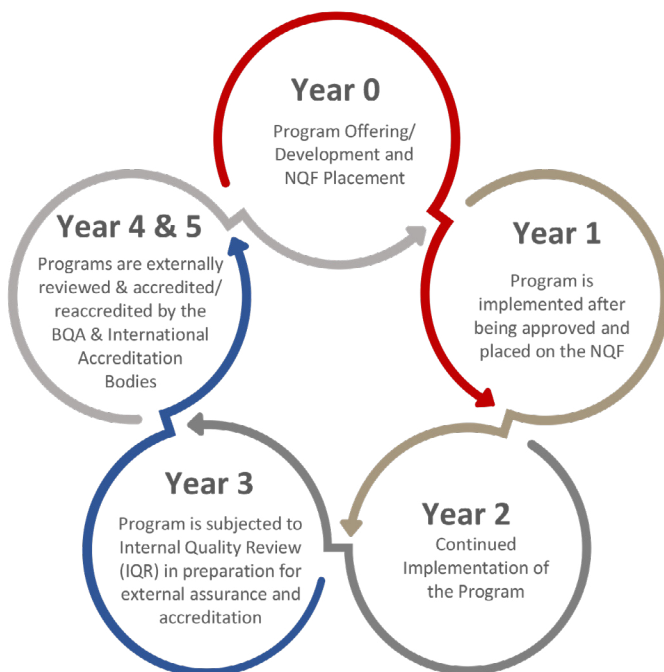 Year 0
Program Offering/
Development and
NQF Placement
Year 1
Program is
implemented after
being approved and
placed on the NQF
Year 2
Continued
Implementation of
the Program
Year 3
Program is subjected to
Internal Quality Review
(IQR) in preparation for
external assurance and
accreditation
Year 4 & 5
Programs are externally
reviewed & accredited/
reaccredited by the
BQA & International
Accreditation
Bodies